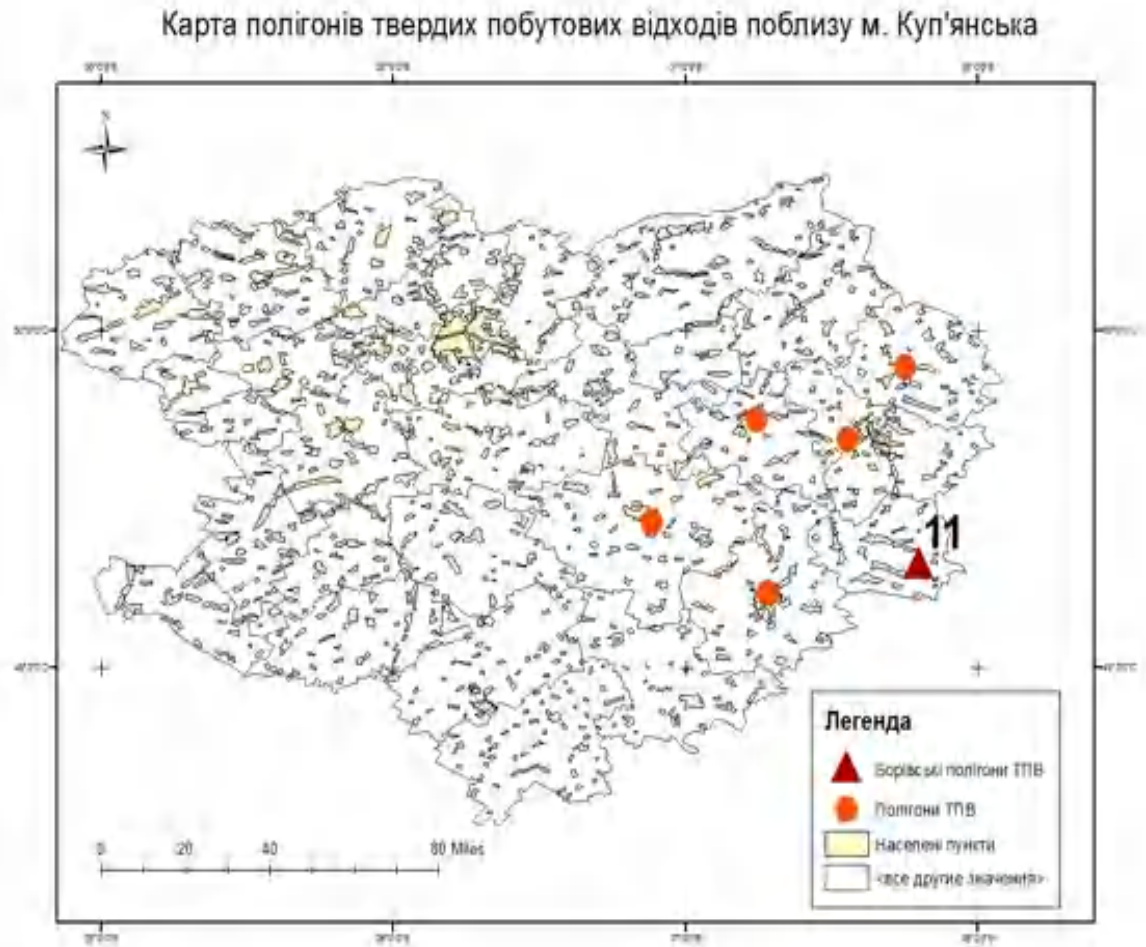 Карта полігонів твердих побутових відходів поблизу м. Куп'янська
N
11
Легенда
Борівські полігони ТПВ
Полігони ТПВ
Населені пункти
<все другие значения>
0 20 40 80 Miles